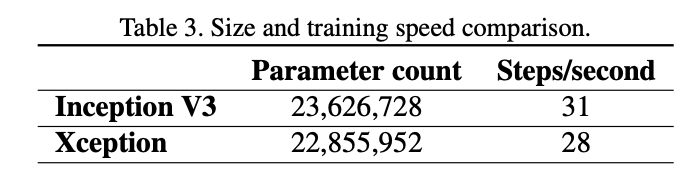 Table 3. Size and training speed comparison.
Parameter count Steps/second
Inception V3 23,626,728 31
Xception 22,855,952 28